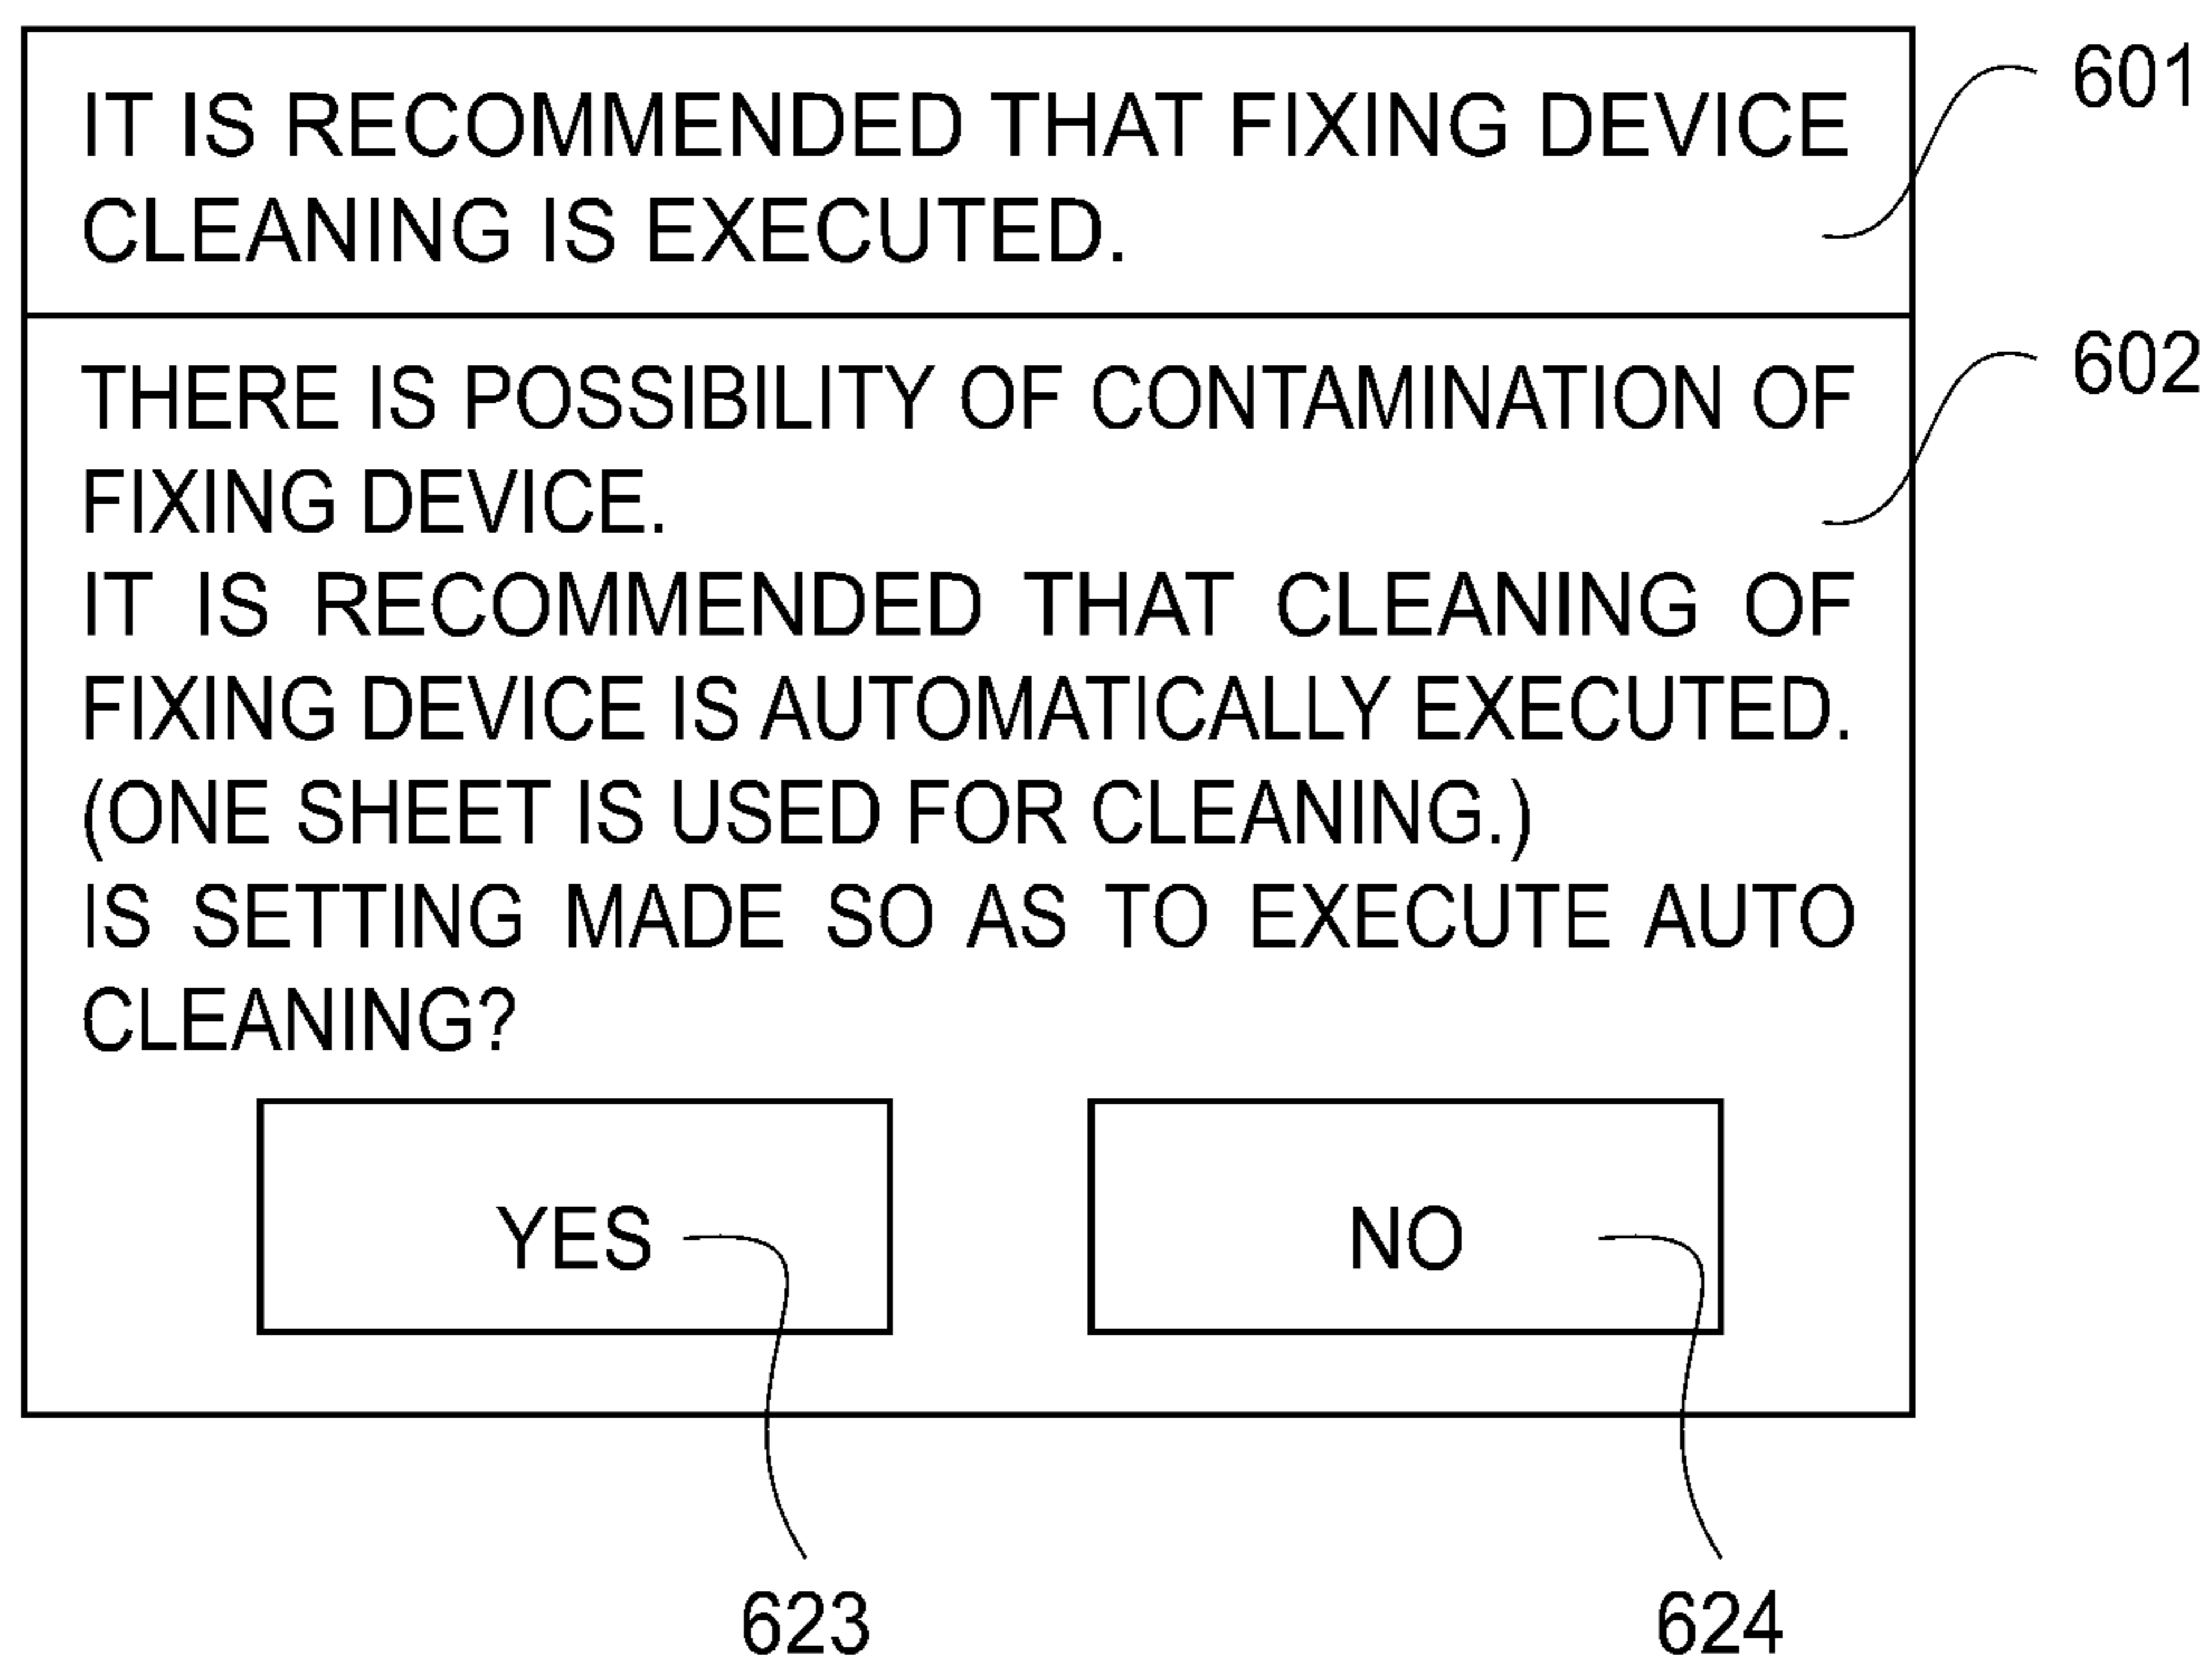 IT IS RECOMMENDED THAT FIXING DEVICE
CLEANING IS EXECUTED.
601
THERE IS POSSIBILITY OF CONTAMINATION OF
FIXING DEVICE.
602
IT IS RECOMMENDED THAT CLEANING OF
FIXING DEVICE IS AUTOMATICALLY EXECUTED.
(ONE SHEET IS USED FOR CLEANING.)
IS SETTING MADE SO AS TO EXECUTE AUTO
CLEANING?
YES
NO
623
624